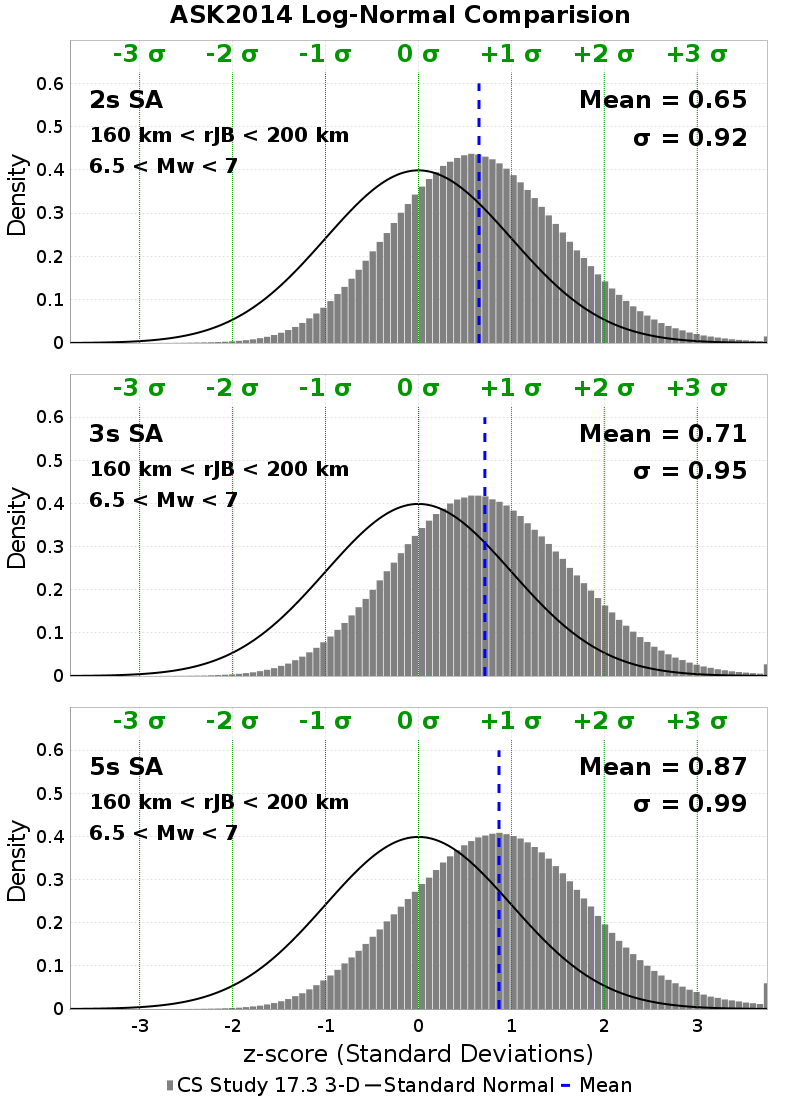 ASK2014 Log-Normal Comparision
-3 σ -2 σ -1 σ 0 σ +1 σ +2 σ +3 σ
0.6
2s SA Mean = 0.65
0.5
160 km < rJB < 200 km σ = 0.92
6.5 < Mw < 7
0.4
0.3
0.2
0.1
0
Density
-3 σ -2 σ -1 σ 0 σ +1 σ +2 σ +3 σ
0.6
3s SA Mean = 0.71
0.5
160 km < rJB < 200 km σ = 0.95
6.5 < Mw < 7
0.4
0.3
0.2
0.1
0
Density
-3 σ -2 σ -1 σ 0 σ +1 σ +2 σ +3 σ
0.6
5s SA Mean = 0.87
0.5
160 km < rJB < 200 km σ = 0.99
6.5 < Mw < 7
0.4
0.3
0.2
0.1
0
Density
-3 -2 -1 0 1 2 3
z-score (Standard Deviations)
CS Study 17.3 3-D Standard Normal Mean